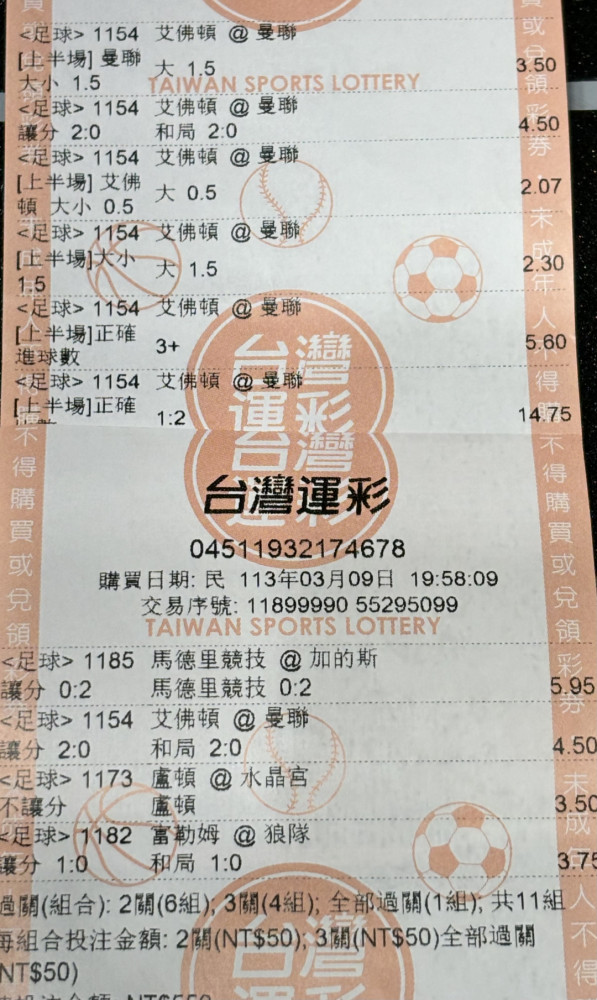 <足球> 1154 艾佛頓 @ 曼聯
[上半場] 曼聯
大 1.5 3.50
大小 1.5
TAIWAN SPORTS LOTTERY
<足球> 1154 艾佛頓 @ 曼聯
讓分 2:0 和局 2:0 4.50
<足球> 1154 艾佛頓 @ 曼聯
[上半場] 艾佛
大 0.5 2.07
頓 大小 0.5
<足球> 1154 艾佛頓 @ 曼聯
[上半場]大小
大 1.5 2.30
1.5
<足球> 1154 艾佛頓 @ 曼聯
[上半場]正確
3+ 5.60
進球數
<足球> 1154 艾佛頓 @ 曼聯
[上半場]正確
1:2 14.75
台灣
運彩
台灣運彩
04511932174678
購買日期: 民 113年03月09日 19:58:09
交易序號: 11899990 55295099
TAIWAN SPORTS LOTTERY
<足球> 1185 馬德里競技 @ 加的斯
讓分 0:2 馬德里競技 0:2 5.95
<足球> 1154 艾佛頓 @ 曼聯
讓分 2:0 和局 2:0 4.50
<足球> 1173 盧頓 @ 水晶宮
不讓分 盧頓 3.50
<足球> 1182 富勒姆 @ 狼隊
讓分 1:0 和局 1:0 3.75
過關(組合): 2關(6組); 3關(4組); 全部過關(1組); 共11組
每組合投注金額: 2關(NT$50); 3關(NT$50)全部過關
NT$50)
或兌領彩券．未成年人不得購買或兌領彩券
未成年人不得
不得購買或兌領